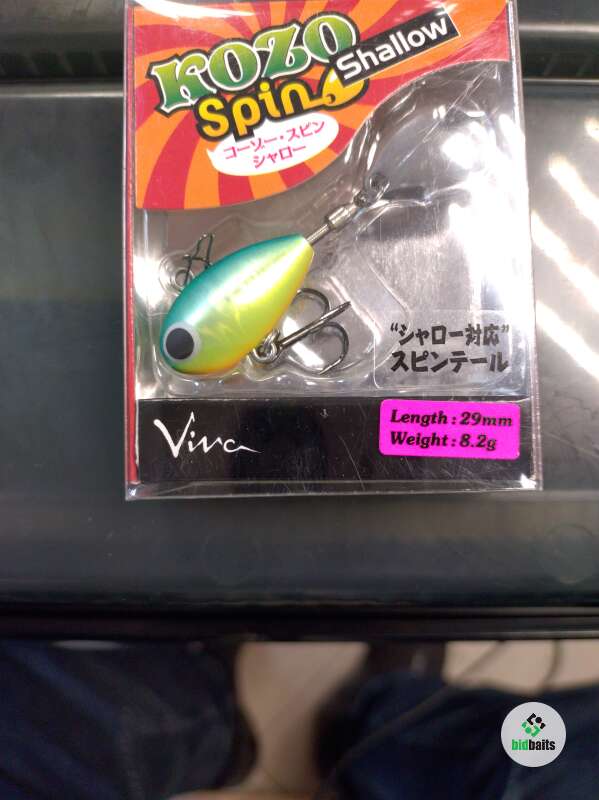 KOZO
Spin Shallow
コーゾー・スピン
シャロー
"シャロー対応"
スピンテール
Viva
Length : 29mm
Weight : 8.2g
bidbaits